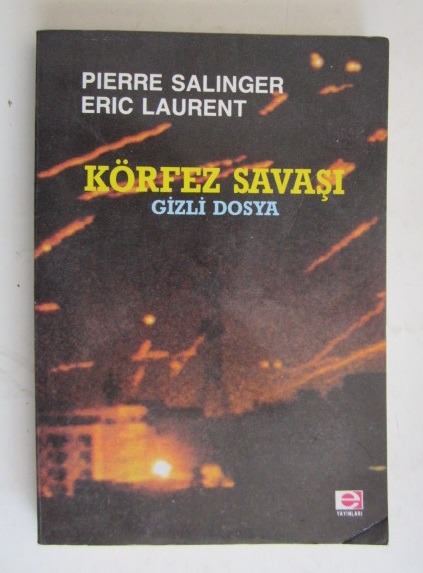 PIERRE SALINGER
ERIC LAURENT
KÖRFEZ SAVAŞI
GİZLİ DOSYA
e
YAYINLARI